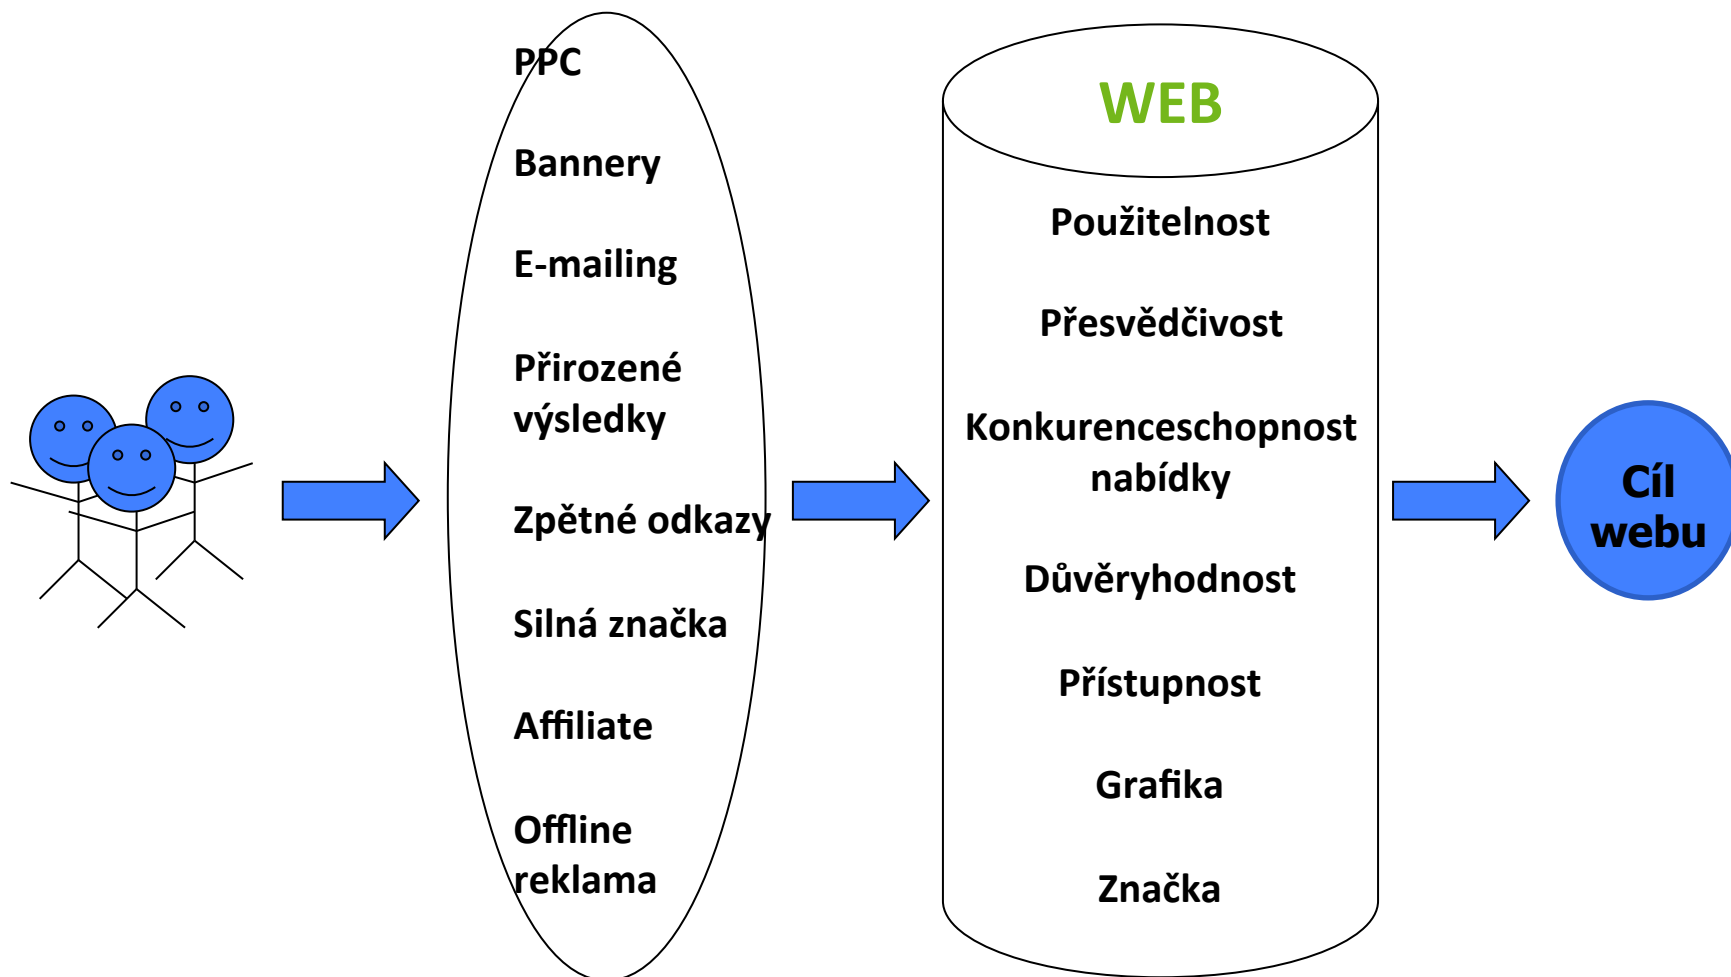 PPC
Bannery
E-mailing
Přirozené
výsledky
Zpětné odkazy
Silná značka
Affiliate
Offline
reklama
WEB
Použitelnost
Přesvědčivost
Konkurenceschopnost
nabídky
Důvěryhodnost
Přístupnost
Grafika
Značka
Cíl
webu